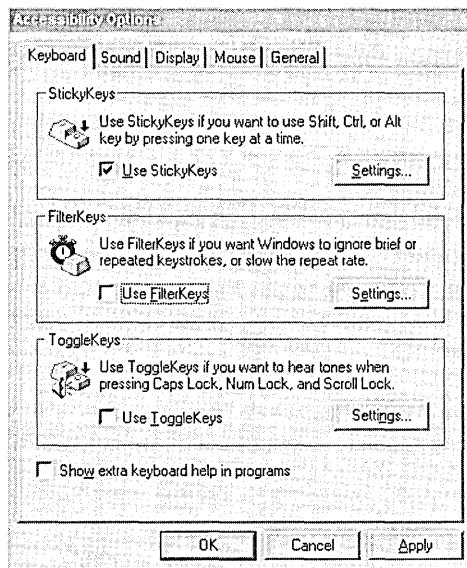 Accessibility Options
Keyboard Sound Display Mouse General
StickyKeys
Use StickyKeys if you want to use Shift, Ctrl, or Alt
key by pressing one key at a time.
Use StickyKeys Settings...
FilterKeys
Use FilterKeys if you want Windows to ignore brief or
repeated keystrokes, or slow the repeat rate.
Use FilterKeys Settings...
ToggleKeys
Use ToggleKeys if you want to hear tones when
pressing Caps Lock, Num Lock, and Scroll Lock.
Use ToggleKeys Settings...
Show extra keyboard help in programs
OK Cancel Apply